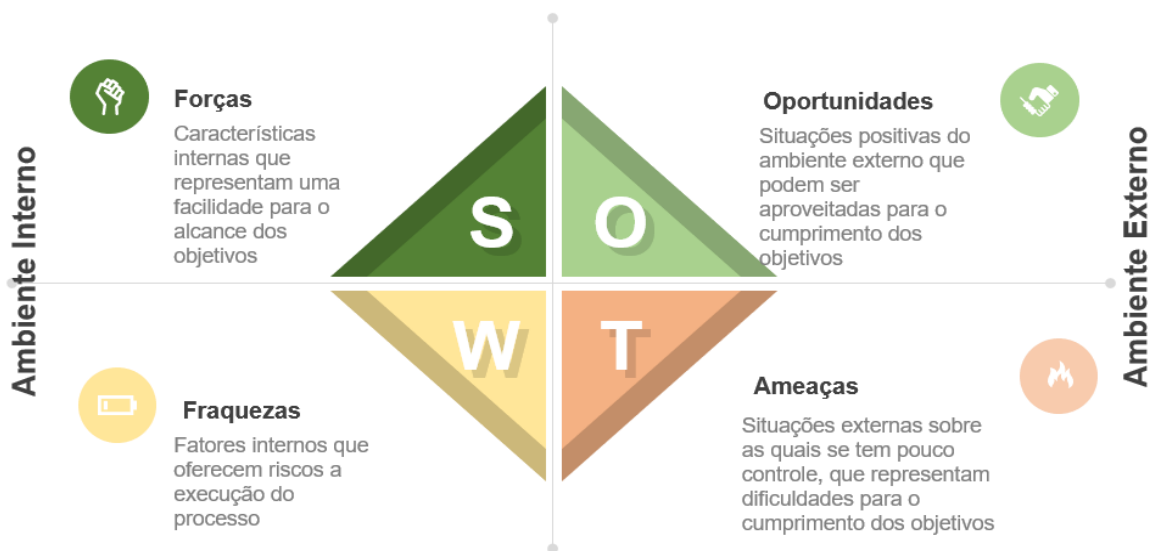 Ambiente Interno
Forças
Características
internas que
representam uma
facilidade para o
alcance dos
objetivos
S
O
Oportunidades
Situações positivas do
ambiente externo que
podem ser
aproveitadas para o
cumprimento dos
objetivos
Ambiente Externo
Fraquezas
Fatores internos que
oferecem riscos a
execução do
processo
W
T
Ameaças
Situações externas sobre
as quais se tem pouco
controle, que representam
dificuldades para o
cumprimento dos objetivos